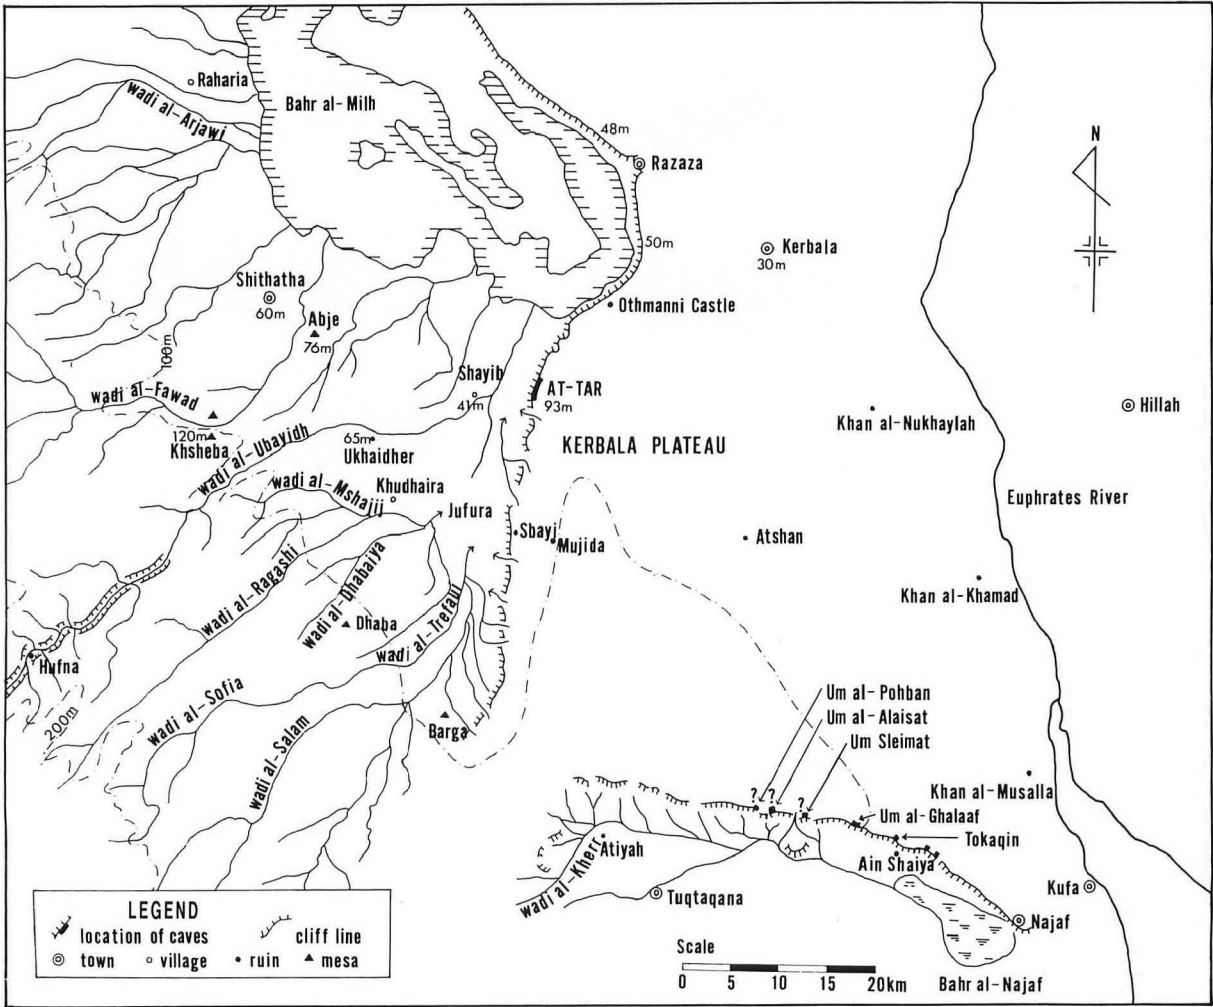 Raharia
wadi al-Arjawi
Bahr al-Milh
48m
Razaza
N
50m
Kerbala
30m
Shithatha
60m
Othmanni Castle
Abje
76m
100m
Shayib
41m
AT-TAR
93m
wadi al-Fawad
Hillah
Khan al-Nukhaylah
120m
Khsheba
65m
Ukhaidher
KERBALA PLATEAU
wadi al-Ubayidh
wadi al-Mshajij
Khudhaira
Euphrates River
Jufura
Sbayj
Mujida
Atshan
wadi al-Ragashi
wadi al-Dhabaiya
Khan al-Khamad
Dhaba
wadi al-Trefaui
Hufna
200m
wadi al-Sofia
Um al-Pohban
Um al-Alaisat
Um Sleimat
Barga
wadi al-Salam
Khan al-Musalla
? ? ?
Um al-Ghalaaf
Tokaqin
Atiyah
Ain Shaiya
wadi al-Kherr
Tuqtaqana
Kufa
Najaf
LEGEND
location of caves
cliff line
town village ruin mesa
Scale
0 5 10 15 20km
Bahr al-Najaf